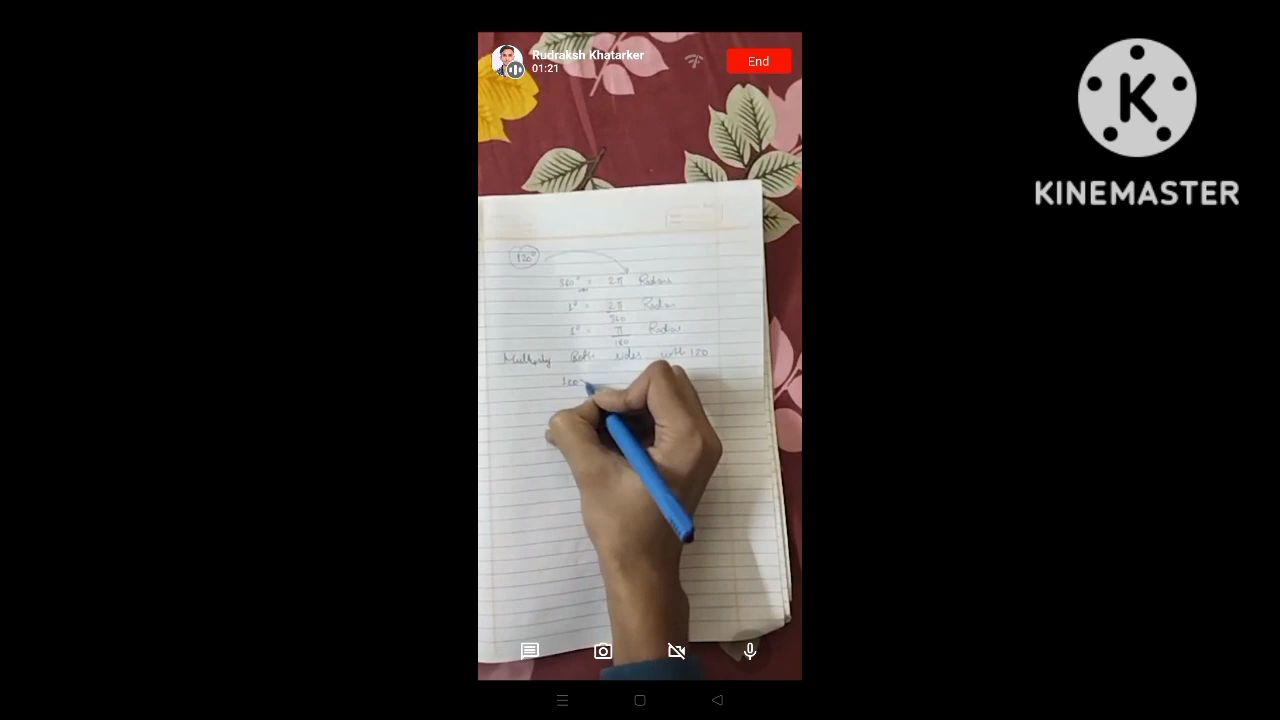 Rudraksh Khatarker
01:21
End
KINEMASTER
120°
360° = 2π Radians
1° = 2π/360 Radian
1° = π/180 Radian
Multiply Both sides with 120
120